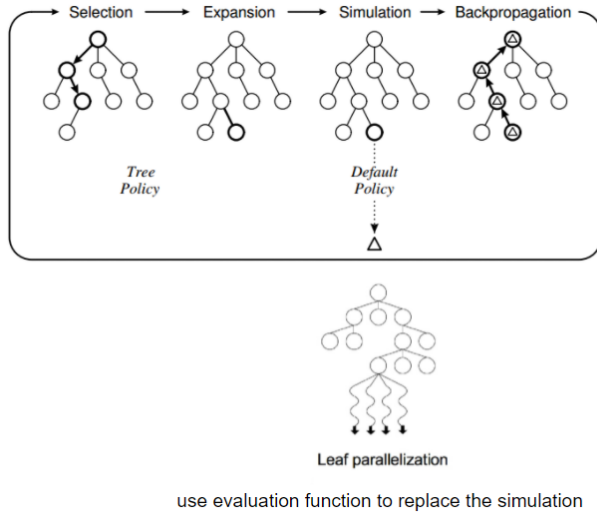 Selection Expansion Simulation Backpropagation
Tree
Policy
Default
Policy
Δ
Leaf parallelization
use evaluation function to replace the simulation